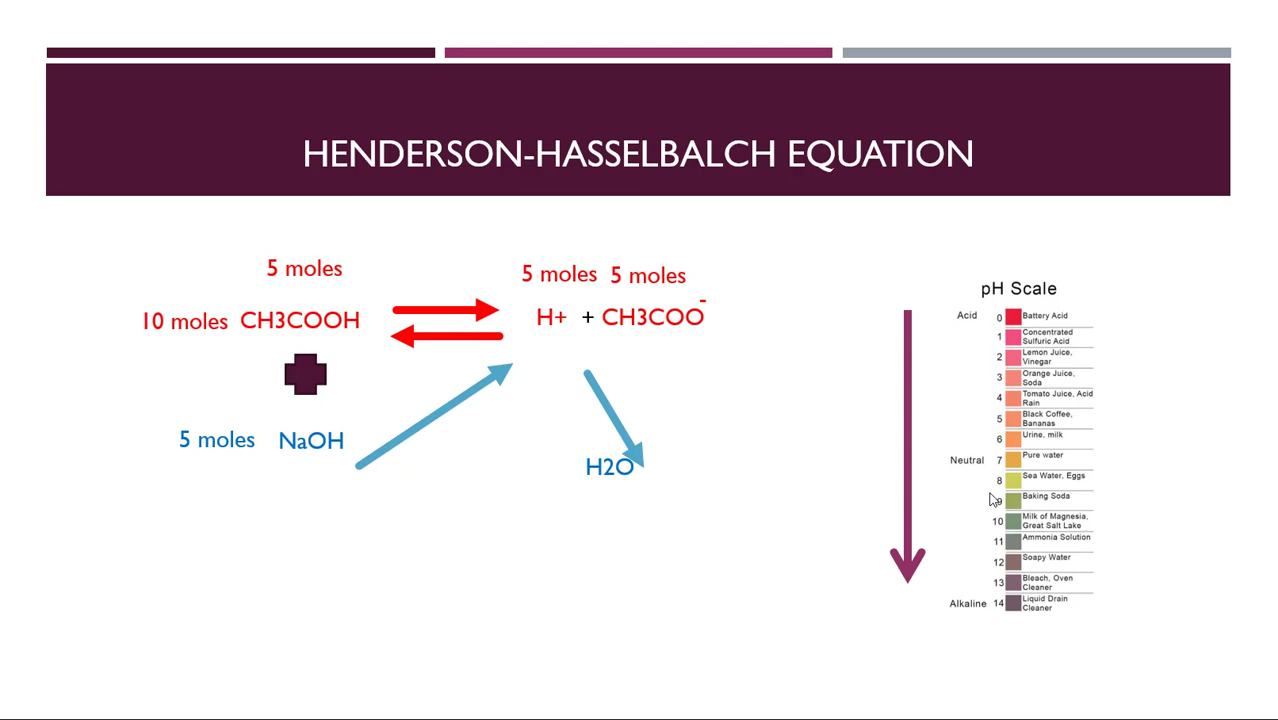 HENDERSON-HASSELBALCH EQUATION
5 moles
5 moles 5 moles
10 moles CH3COOH
H+ + CH3COO-
5 moles NaOH
H2O
pH Scale
Acid 0 Battery Acid
1 Concentrated
Sulfuric Acid
2 Lemon Juice,
Vinegar
3 Orange Juice,
Soda
4 Tomato Juice, Acid
Rain
5 Black Coffee,
Bananas
6 Urine, milk
Neutral 7 Pure water
8 Sea Water, Eggs
9 Baking Soda
10 Milk of Magnesia,
Great Salt Lake
11 Ammonia Solution
12 Soapy Water
13 Bleach, Oven
Cleaner
Alkaline 14 Liquid Drain
Cleaner